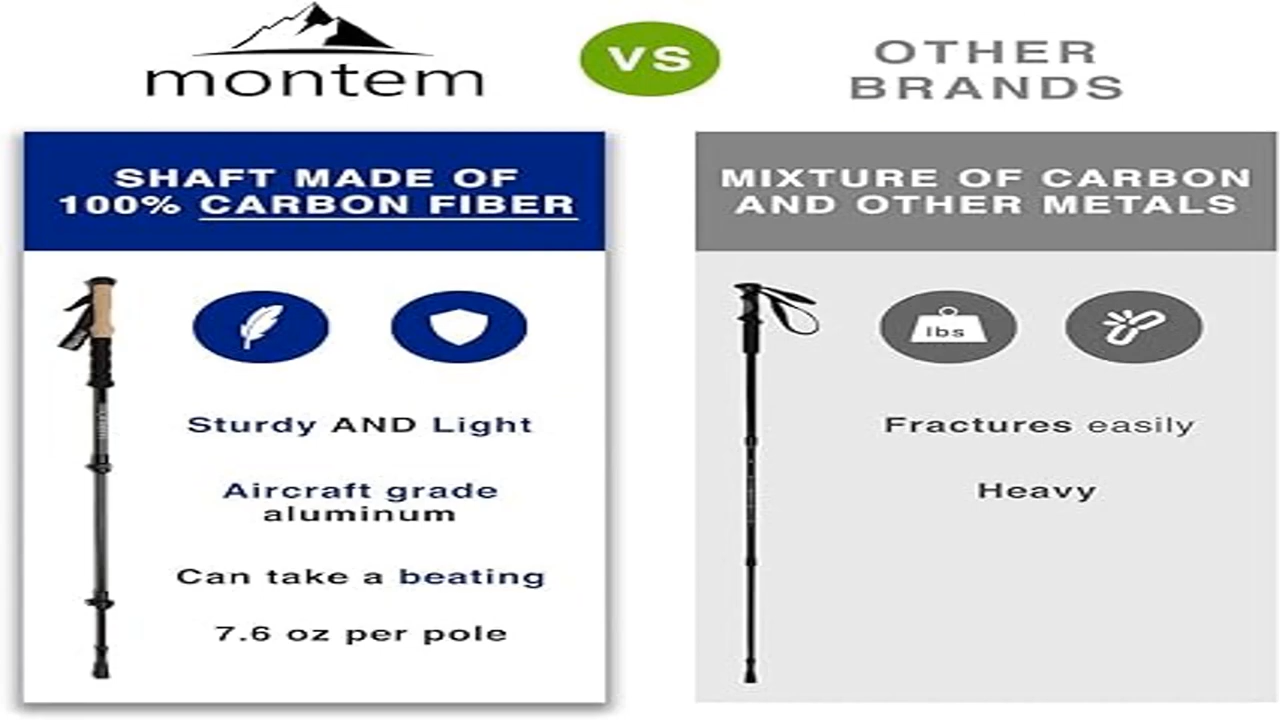 montem
VS
OTHER
BRANDS
SHAFT MADE OF
100% CARBON FIBER
Sturdy AND Light
Aircraft grade
aluminum
Can take a beating
7.6 oz per pole
MIXTURE OF CARBON
AND OTHER METALS
lbs
Fractures easily
Heavy